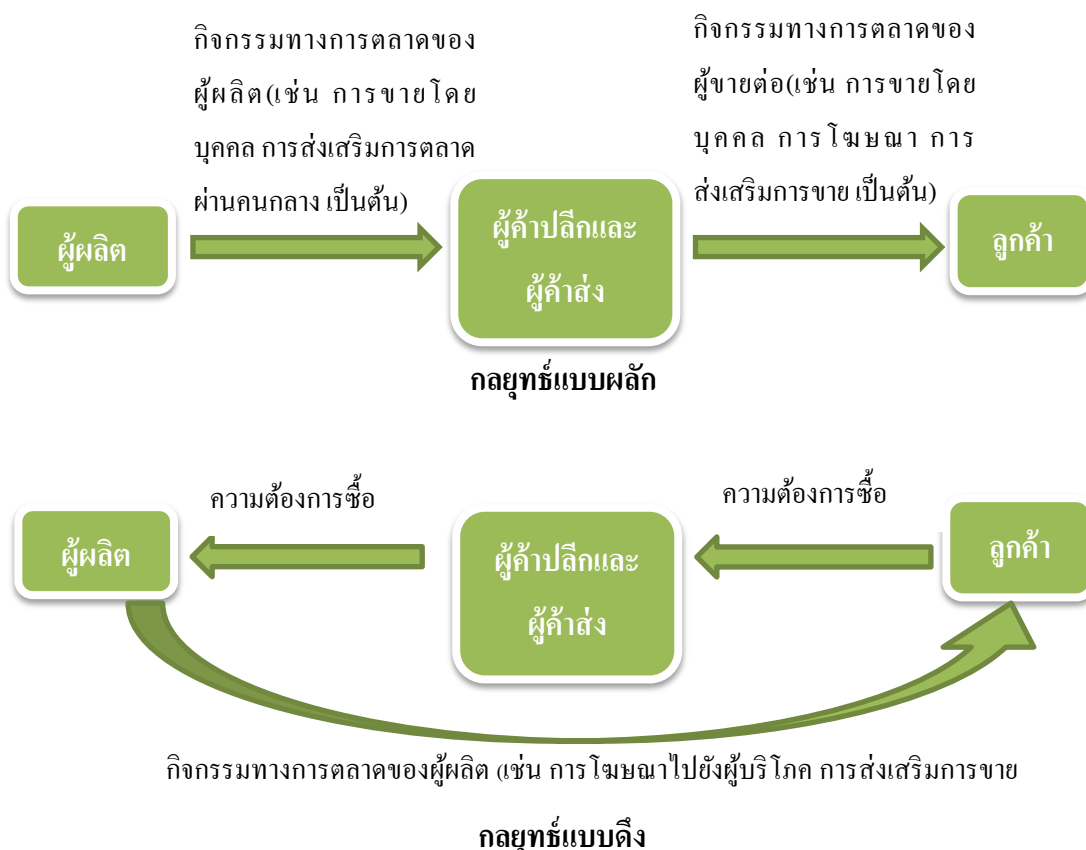 กิจกรรมทางการตลาดของ
ผู้ผลิต(เช่น การขายโดย
บุคคล การส่งเสริมการตลาด
ผ่านคนกลาง เป็นต้น)
กิจกรรมทางการตลาดของ
ผู้ขายต่อ(เช่น การขายโดย
บุคคล การโฆษณา การ
ส่งเสริมการขาย เป็นต้น)
ผู้ผลิต
ผู้ค้าปลีกและ
ผู้ค้าส่ง
ลูกค้า
กลยุทธ์แบบผลัก
ความต้องการซื้อ
ความต้องการซื้อ
ผู้ผลิต
ผู้ค้าปลีกและ
ผู้ค้าส่ง
ลูกค้า
กิจกรรมทางการตลาดของผู้ผลิต (เช่น การโฆษณาไปยังผู้บริโภค การส่งเสริมการขาย
กลยุทธ์แบบดึง